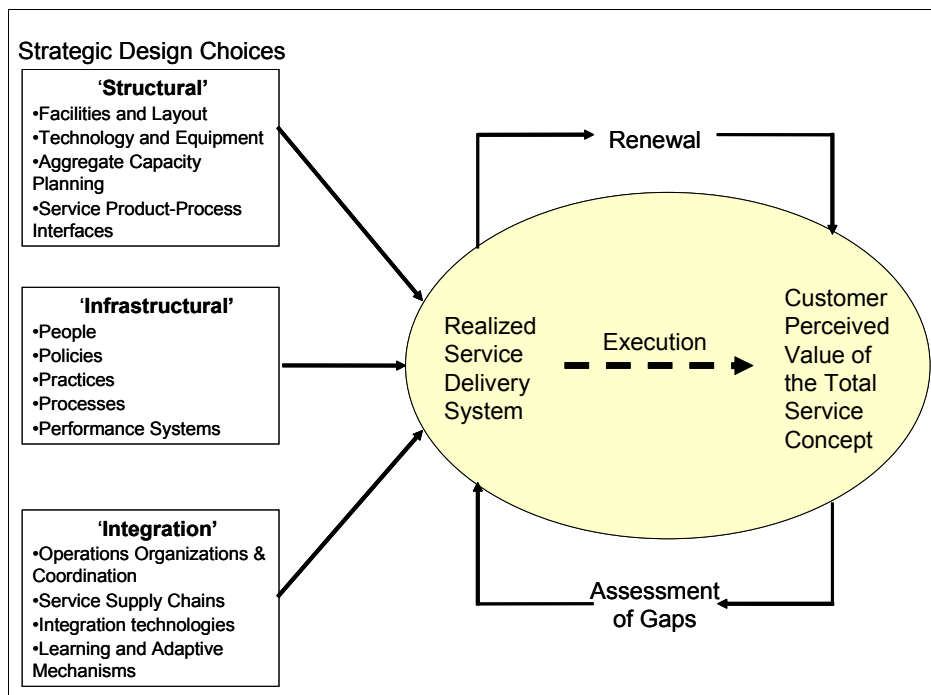 Strategic Design Choices
‘Structural’
•Facilities and Layout
•Technology and Equipment
•Aggregate Capacity
Planning
•Service Product-Process
Interfaces
‘Infrastructural’
•People
•Policies
•Practices
•Processes
•Performance Systems
‘Integration’
•Operations Organizations &
Coordination
•Service Supply Chains
•Integration technologies
•Learning and Adaptive
Mechanisms
Renewal
Realized
Service
Delivery
System
Execution
Customer
Perceived
Value of
the Total
Service
Concept
Assessment
of Gaps